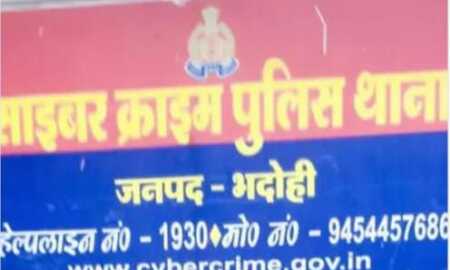 साइबर क्राइम पुलिस थाना
जनपद - भदोही
हेल्पलाइन नं० - 1930♦मो० नं० - 9454457686
www.cybercrime.gov.in